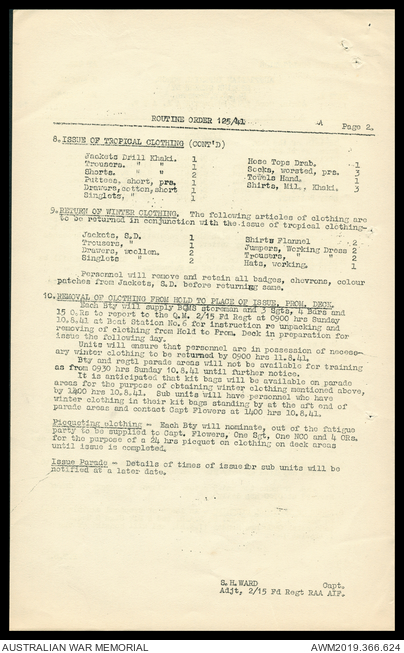 ROUTINE ORDER 125/41
Page 2.
8. ISSUE OF TROPICAL CLOTHING (CONT'D)
Jackets Drill Khaki. 1
Trousers. " " 1
Shorts. " " 2
Puttees, short, prs. 1
Drawers, cotton, short 1
Singlets, " 1
Hose Tops Drab. 1
Socks, worsted, prs. 3
Towels Hand. 1
Shirts, Mil., Khaki. 3
9. RETURN OF WINTER CLOTHING. The following articles of clothing are
to be returned in conjunction with the issue of tropical clothing-
Jackets, S.D. 1
Trousers, " 1
Drawers, woollen. 2
Singlets " 2
Shirts Flannel 2
Jumpers, Working Dress 2
Trousers, " " 2
Hats, working. 1
Personnel will remove and retain all badges, chevrons, colour
patches from Jackets, S.D. before returning same.
10. REMOVAL OF CLOTHING FROM HOLD TO PLACE OF ISSUE, PROM. DECK.
Each Bty will supply BQMS storeman and 3 Sgts, 4 Bdrs and
15 O.Rs to report to the Q.M. 2/15 Fd Regt at 0900 hrs Sunday
10.8.41 at Boat Station No.6 for instruction re unpacking and
removing of clothing from Hold to Prom. Deck in preparation for
issue the following day.
Units will ensure that personnel are in possession of necess-
ary winter clothing to be returned by 0900 hrs 11.8.41.
Bty and regtl parade areas will not be available for training
as from 0930 hrs Sunday 10.8.41 until further notice.
It is anticipated that kit bags will be available on parade
areas for the purpose of obtaining winter clothing mentioned above,
by 1200 hrs 10.8.41. Sub units will have personnel who have
winter clothing in their kit bags standing by at the aft end of
parade areas and contact Capt Flowers at 1400 hrs 10.8.41.
Picqueting clothing - Each Bty will nominate, out of the fatigue
party to be supplied to Capt. Flowers, One Sgt, One NCO and 4 ORs.
for the purpose of a 24 hrs picquet on clothing on deck areas
until issue is completed.
Issue Parade - Details of times of issue for sub units will be
notified at a later date.
S.H.WARD Capt.
Adjt, 2/15 Fd Regt RAA AIF.
AUSTRALIAN WAR MEMORIAL
AWM2019.366.624